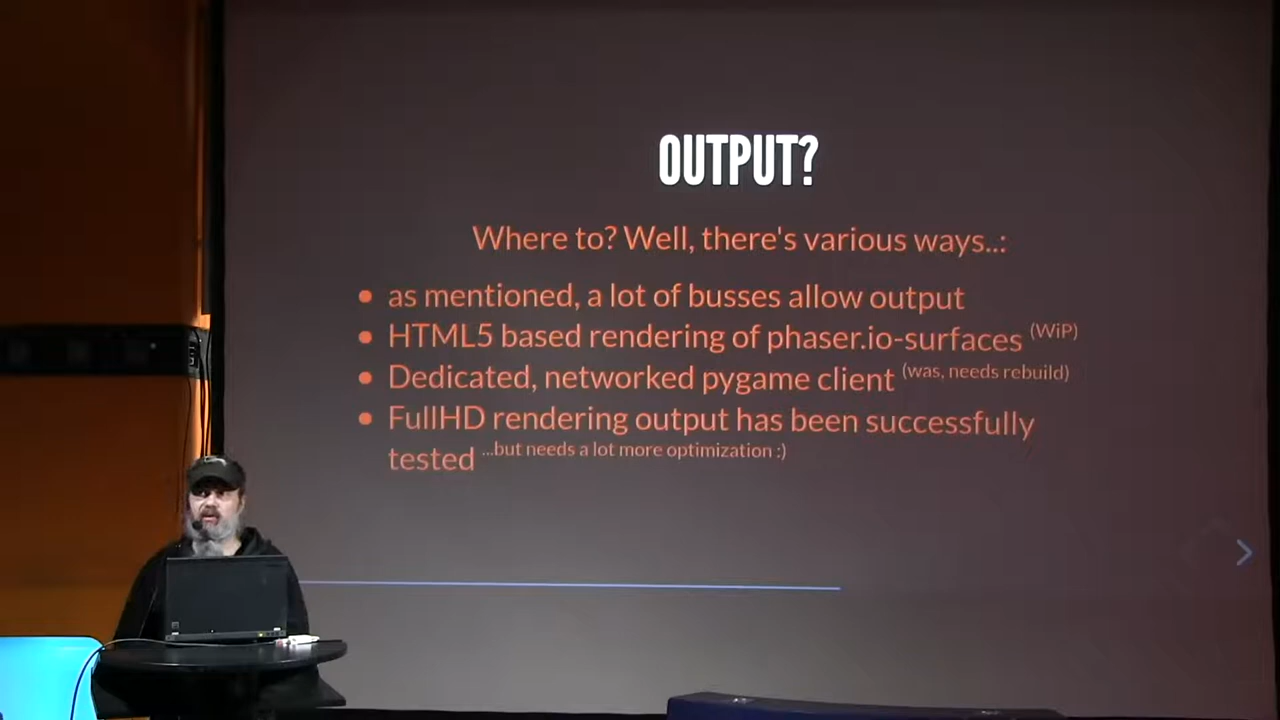 OUTPUT?
Where to? Well, there's various ways..:
as mentioned, a lot of busses allow output
HTML5 based rendering of phaser.io-surfaces (WiP)
Dedicated, networked pygame client (was, needs rebuild)
FullHD rendering output has been successfully
tested ...but needs a lot more optimization :)